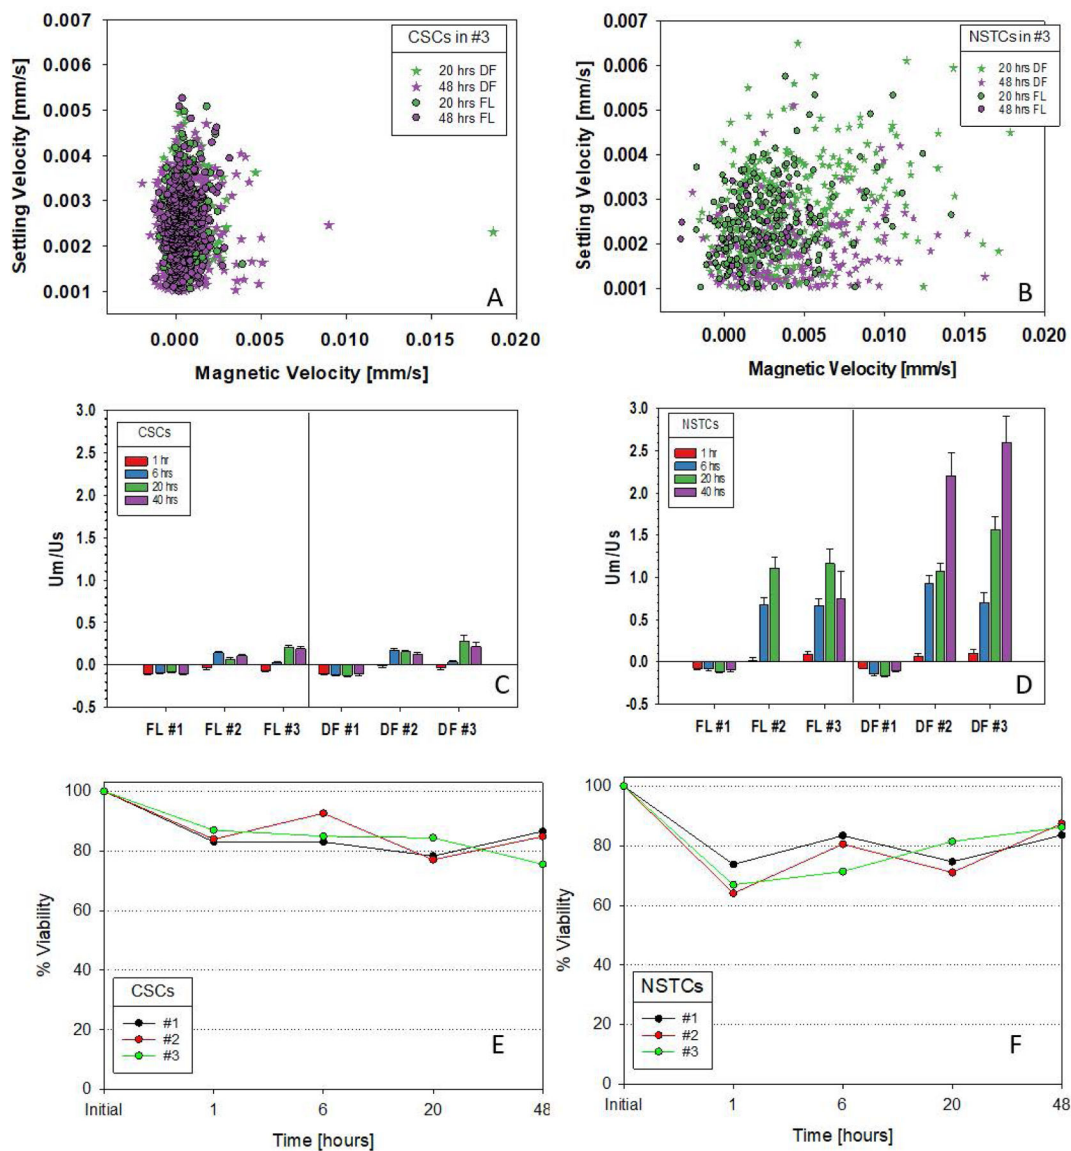 0.007
0.006
0.005
0.004
0.003
0.002
0.001
Settling Velocity [mm/s]
CSCs in #3
20 hrs DF
48 hrs DF
20 hrs FL
48 hrs FL
A
0.000 0.005 0.010 0.015 0.020
Magnetic Velocity [mm/s]
0.007
0.006
0.005
0.004
0.003
0.002
0.001
Settling Velocity [mm/s]
NSTCs in #3
20 hrs DF
48 hrs DF
20 hrs FL
48 hrs FL
B
0.000 0.005 0.010 0.015 0.020
Magnetic Velocity [mm/s]
3.0
2.5
2.0
1.5
1.0
0.5
0.0
-0.5
Um/Us
CSCs
1 hr
6 hrs
20 hrs
40 hrs
C
FL #1 FL #2 FL #3 DF #1 DF #2 DF #3
3.0
2.5
2.0
1.5
1.0
0.5
0.0
-0.5
Um/Us
NSTCs
1 hr
6 hrs
20 hrs
40 hrs
D
FL #1 FL #2 FL #3 DF #1 DF #2 DF #3
100
80
60
40
20
0
% Viability
CSCs
#1
#2
#3
E
Initial 1 6 20 48
Time [hours]
100
80
60
40
20
0
% Viability
NSTCs
#1
#2
#3
F
Initial 1 6 20 48
Time [hours]